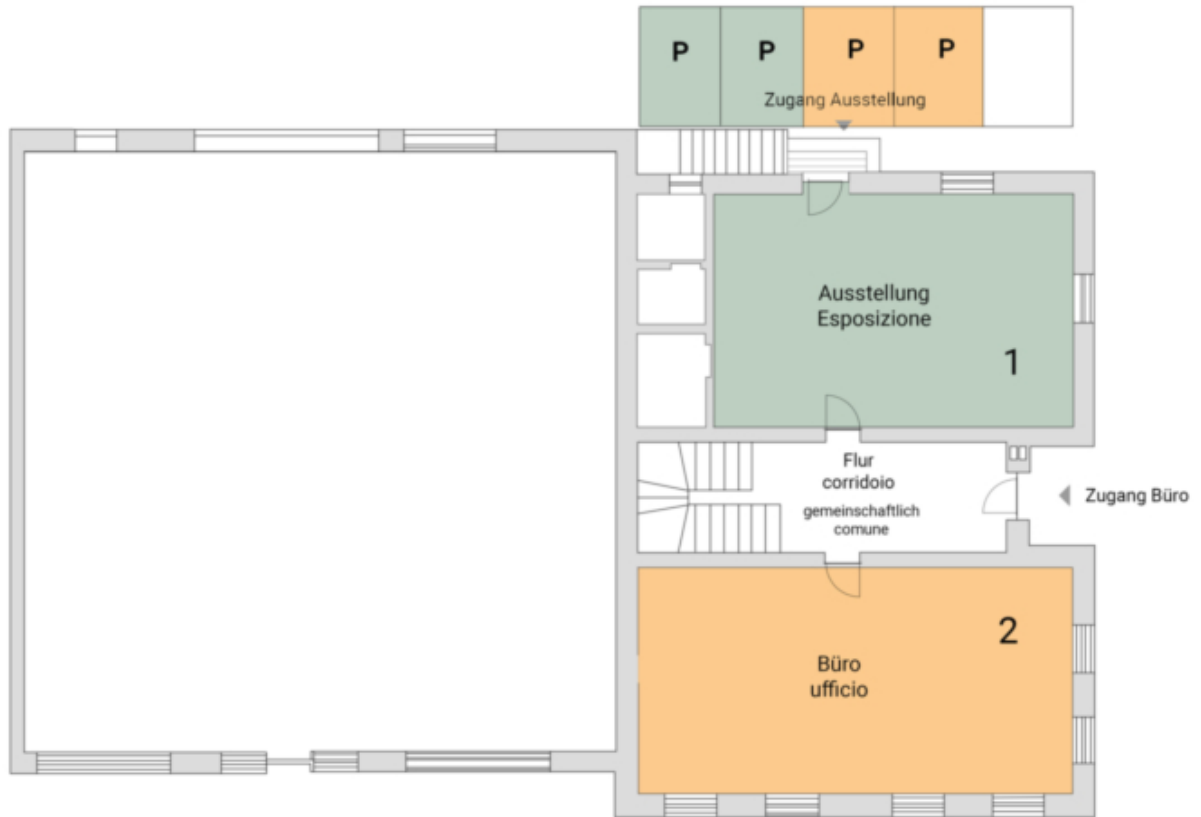 P P P P
Zugang Ausstellung
Ausstellung
Esposizione
1
Flur
corridoio
gemeinschaftlich
comune
Zugang Büro
2
Büro
ufficio